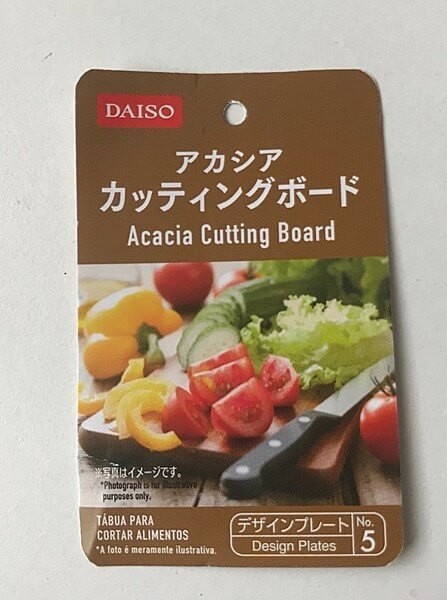 DAISO
アカシア
カッティングボード
Acacia Cutting Board
※写真はイメージです。
*Photograph is for illustrative
purposes only.
TÁBUA PARA
CORTAR ALIMENTOS
*A foto é meramente ilustrativa.
デザインプレート
Design Plates
No.
5